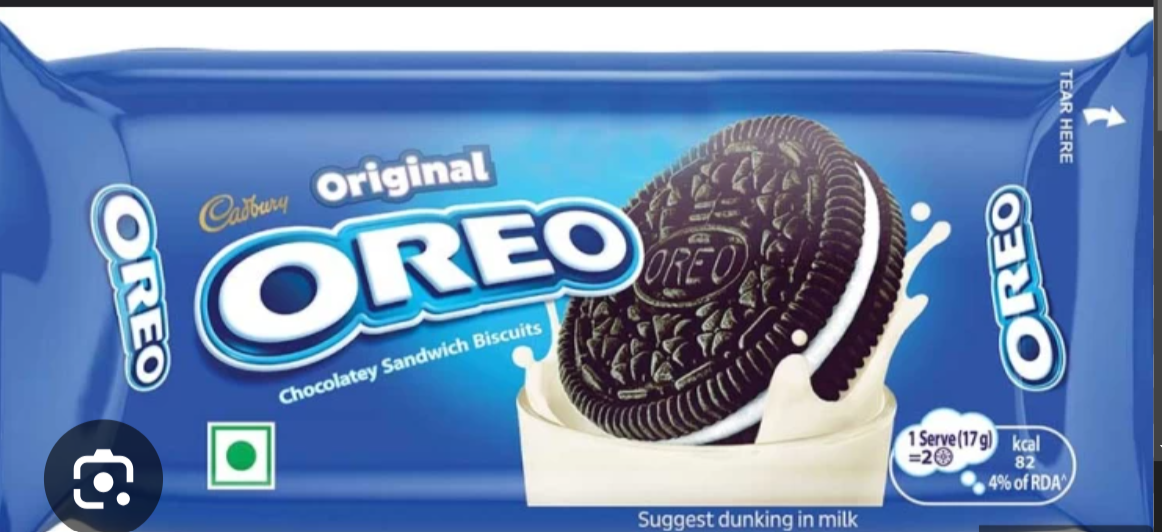 TEAR HERE
Original
Cadbury
OREO
OREO
OREO
OREO
Chocolatey Sandwich Biscuits
1 Serve (17 g)
=2
kcal
82
4% of RDA^
Suggest dunking in milk